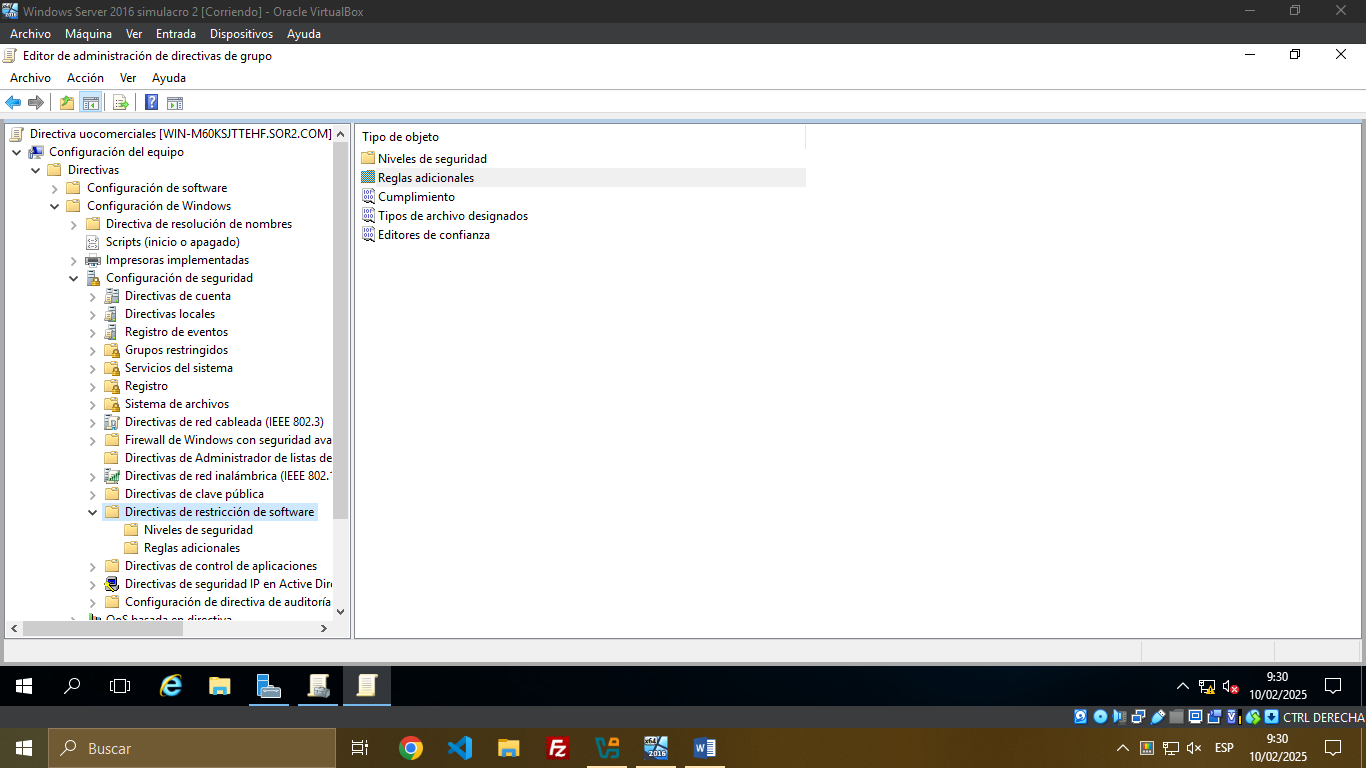 Windows Server 2016 simulacro 2 [Corriendo] - Oracle VirtualBox
Archivo Máquina Ver Entrada Dispositivos Ayuda
Editor de administración de directivas de grupo
Archivo Acción Ver Ayuda
Directiva uocomerciales [WIN-M60KSJTTEHF.SOR2.COM]
Configuración del equipo
Directivas
Configuración de software
Configuración de Windows
Directiva de resolución de nombres
Scripts (inicio o apagado)
Impresoras implementadas
Configuración de seguridad
Directivas de cuenta
Directivas locales
Registro de eventos
Grupos restringidos
Servicios del sistema
Registro
Sistema de archivos
Directivas de red cableada (IEEE 802.3)
Firewall de Windows con seguridad ava
Directivas de Administrador de listas de
Directivas de red inalámbrica (IEEE 802.1
Directivas de clave pública
Directivas de restricción de software
Niveles de seguridad
Reglas adicionales
Directivas de control de aplicaciones
Directivas de seguridad IP en Active Dire
Configuración de directiva de auditoría
QoS basada en directiva
Tipo de objeto
Niveles de seguridad
Reglas adicionales
Cumplimiento
Tipos de archivo designados
Editores de confianza
9:30
10/02/2025
CTRL DERECHA
Buscar
ESP
9:30
10/02/2025